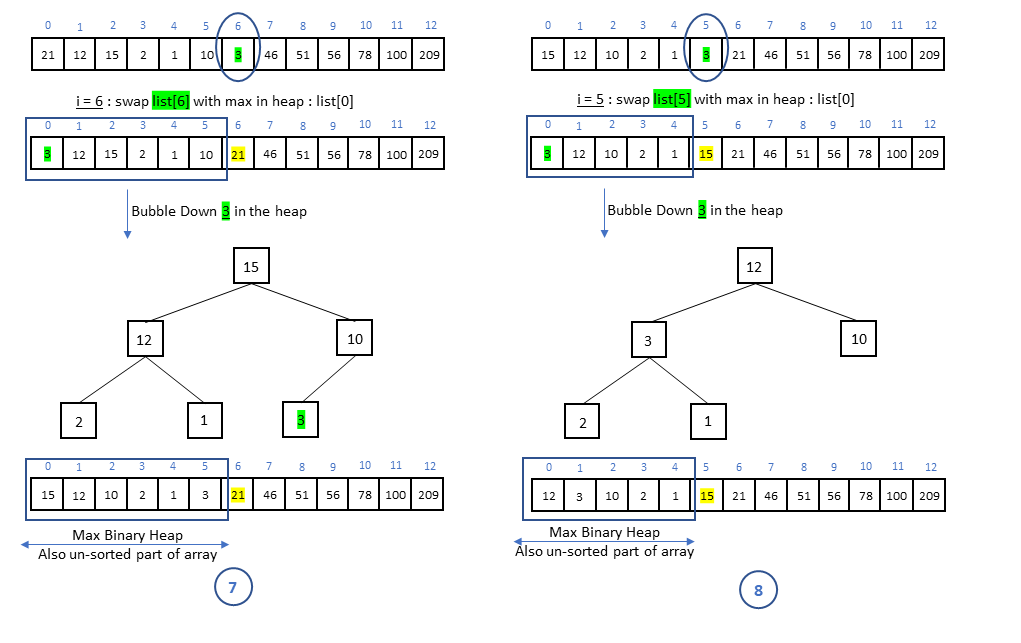 0 1 2 3 4 5 6 7 8 9 10 11 12
21 12 15 2 1 10 3 46 51 56 78 100 209
i = 6 : swap list[6] with max in heap : list[0]
0 1 2 3 4 5 6 7 8 9 10 11 12
3 12 15 2 1 10 21 46 51 56 78 100 209
Bubble Down 3 in the heap
15
12 10
2 1 3
0 1 2 3 4 5 6 7 8 9 10 11 12
15 12 10 2 1 3 21 46 51 56 78 100 209
Max Binary Heap
Also un-sorted part of array
7
0 1 2 3 4 5 6 7 8 9 10 11 12
15 12 10 2 1 3 21 46 51 56 78 100 209
i = 5 : swap list[5] with max in heap : list[0]
0 1 2 3 4 5 6 7 8 9 10 11 12
3 12 10 2 1 15 21 46 51 56 78 100 209
Bubble Down 3 in the heap
12
3 10
2 1
0 1 2 3 4 5 6 7 8 9 10 11 12
12 3 10 2 1 15 21 46 51 56 78 100 209
Max Binary Heap
Also un-sorted part of array
8